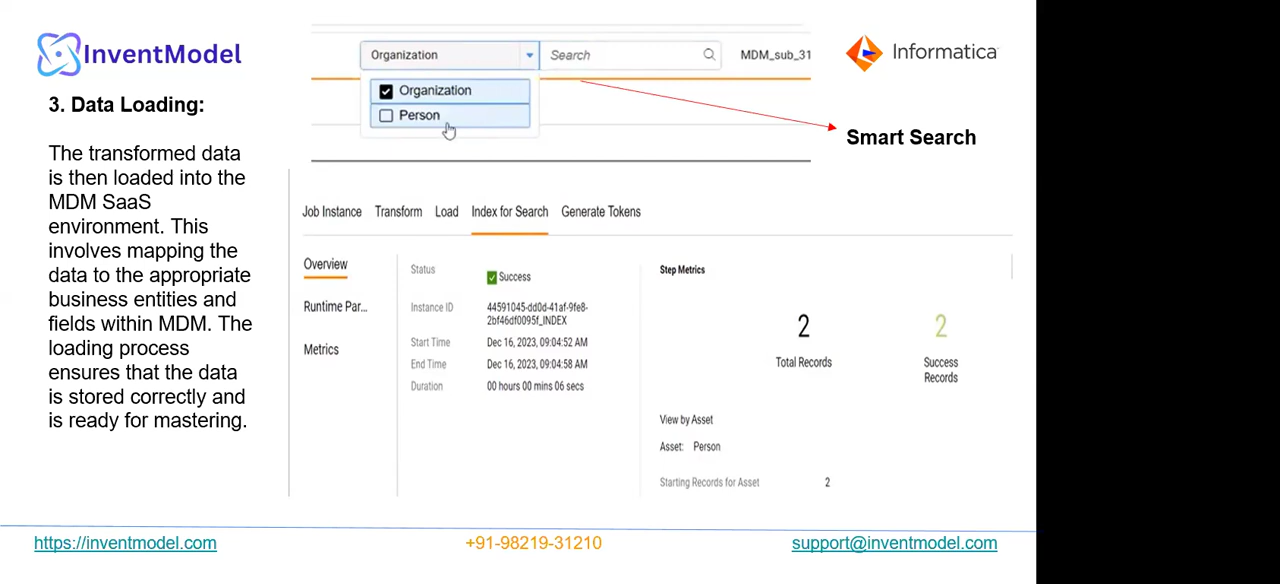 InventModel
Organization
Search
MDM_sub_31
Informatica
3. Data Loading:
Organization
Person
Smart Search
The transformed data
is then loaded into the
MDM SaaS
environment. This
involves mapping the
data to the appropriate
business entities and
fields within MDM. The
loading process
ensures that the data
is stored correctly and
is ready for mastering.
Job Instance Transform Load Index for Search Generate Tokens
Overview
Runtime Par...
Metrics
Status Success
Instance ID 44591045-dd0d-41af-9fe8-
2bf46df0095f_INDEX
Start Time Dec 16, 2023, 09:04:52 AM
End Time Dec 16, 2023, 09:04:58 AM
Duration 00 hours 00 mins 06 secs
Step Metrics
2 2
Total Records Success
Records
View by Asset
Asset: Person
Starting Records for Asset 2
https://inventmodel.com +91-98219-31210 support@inventmodel.com